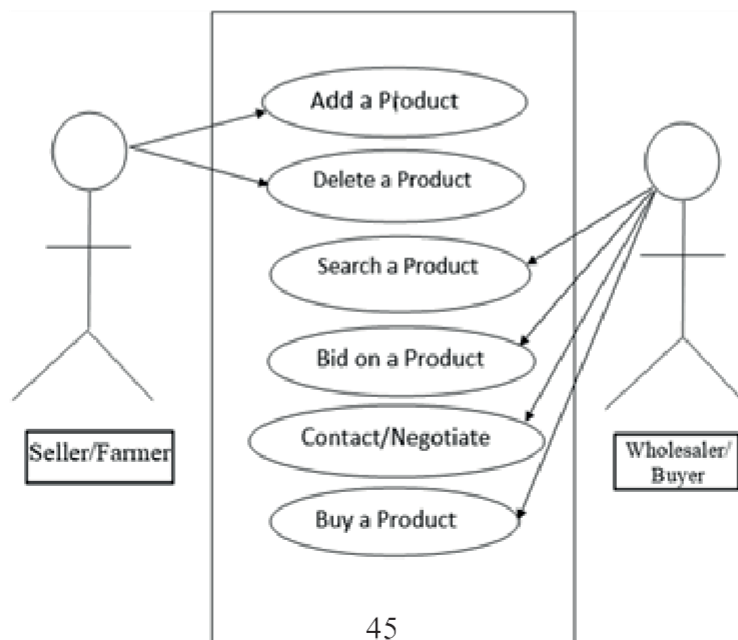 Add a Product
Delete a Product
Search a Product
Bid on a Product
Contact/Negotiate
Buy a Product
Seller/Farmer
Wholesaler/
Buyer
45